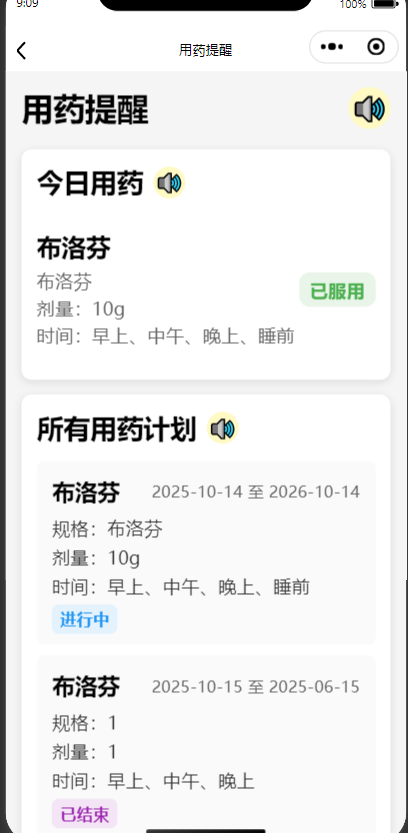 9:09
100%
用药提醒
用药提醒
今日用药
布洛芬
布洛芬
已服用
剂量：10g
时间：早上、中午、晚上、睡前
所有用药计划
布洛芬 2025-10-14 至 2026-10-14
规格：布洛芬
剂量：10g
时间：早上、中午、晚上、睡前
进行中
布洛芬 2025-10-15 至 2025-06-15
规格：1
剂量：1
时间：早上、中午、晚上
已结束